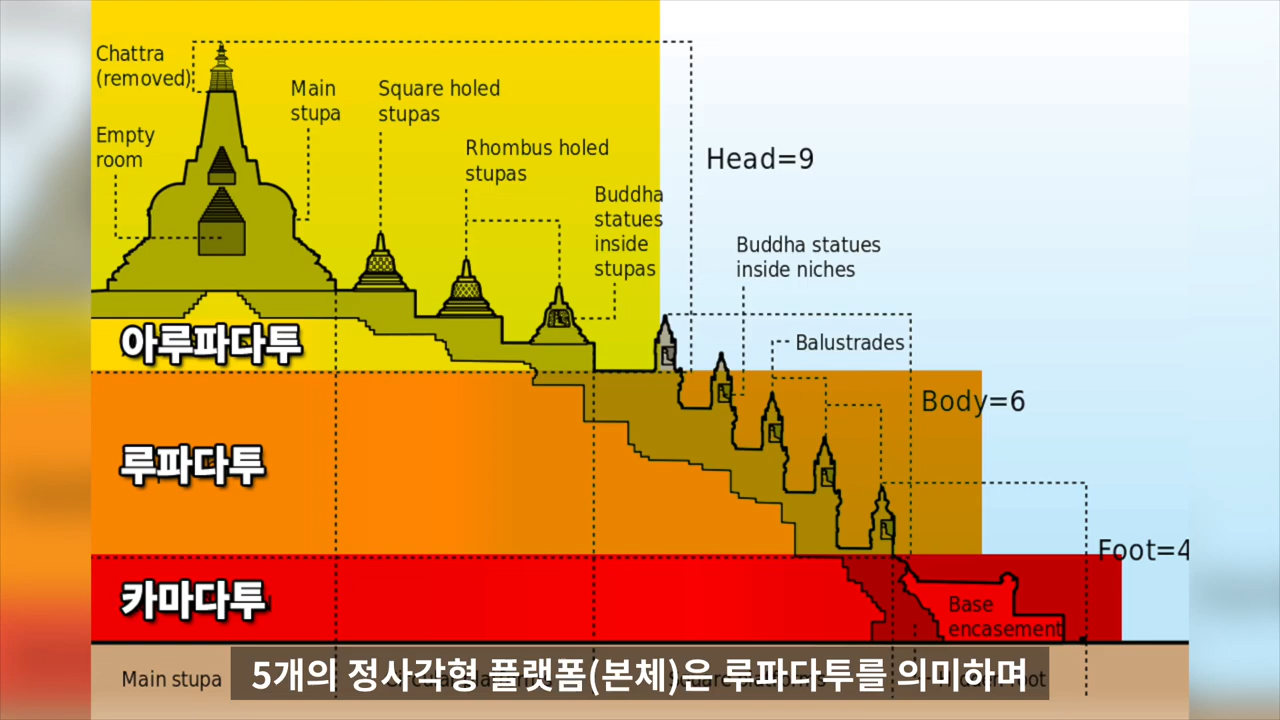 Chattra
(removed)
Main
stupa
Square holed
stupas
Empty
room
Rhombus holed
stupas
Head=9
Buddha
statues
inside
stupas
Buddha statues
inside niches
아루파다투
Balustrades
Body=6
루파다투
Foot=4
카마다투
Base
encasement
Main stupa
5개의 정사각형 플랫폼(본체)은 루파다투를 의미하며